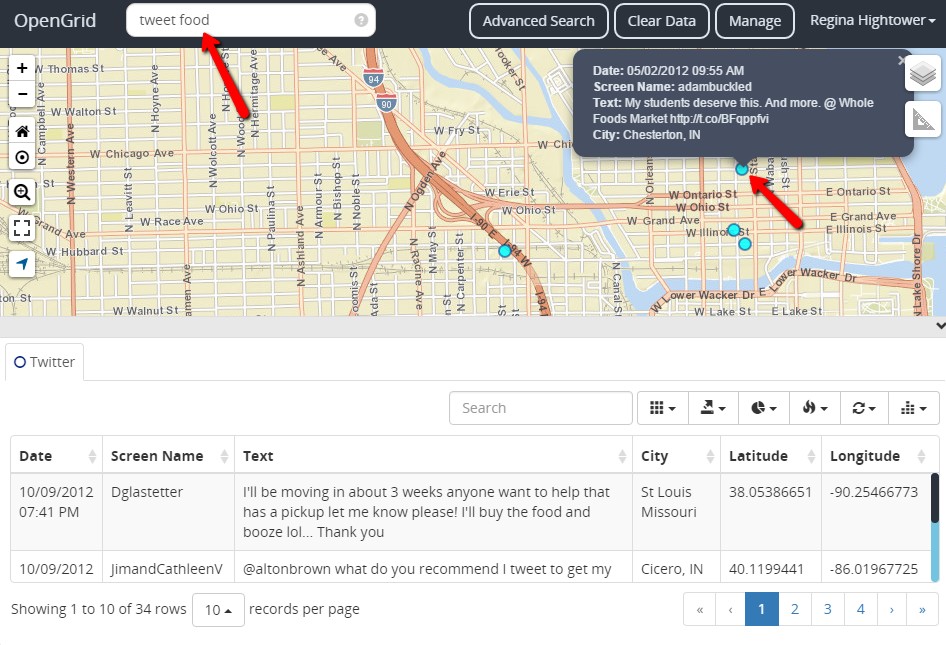 OpenGrid
tweet food
?
Advanced Search
Clear Data
Manage
Regina Hightower
+
−
W Thomas St
W Walton St
W Chicago Ave
W Fry St
W Erie St
W Ohio St
W Ohio St
W Race Ave
W Hubbard St
W Walnut St
N Campbell Ave
N Western Ave
N Leavitt St
N Hoyne Ave
N Wolcott Ave
N Hermitage Ave
N Paulina St
N Ashland Ave
N Armour St
N Bishop St
N Noble St
N Ogden Ave
N Racine Ave
N May St
N Carpenter St
94
90
I-90 E
I-94 W
I-94
N Canal St
W Ontario St
W Ohio St
W Grand Ave
E Ontario St
E Grand Ave
E Illinois St
W Lower Wacker Dr
E Lower Wacker Dr
W Lake St
E Lake St
N Lake Shore Dr
Date: 05/02/2012 09:55 AM
Screen Name: adambuckled
Text: My students deserve this. And more. @ Whole
Foods Market http://t.co/BFqppfvi
City: Chesterton, IN
Twitter
Search
Date Screen Name Text City Latitude Longitude
10/09/2012 Dglastetter I'll be moving in about 3 weeks anyone want to help that St Louis 38.05386651 -90.25466773
07:41 PM has a pickup let me know please! I'll buy the food and Missouri
booze lol... Thank you
10/09/2012 JimandCathleenV @altonbrown what do you recommend I tweet to get my Cicero, IN 40.1199441 -86.01967725
Showing 1 to 10 of 34 rows 10 records per page « ‹ 1 2 3 4 › »